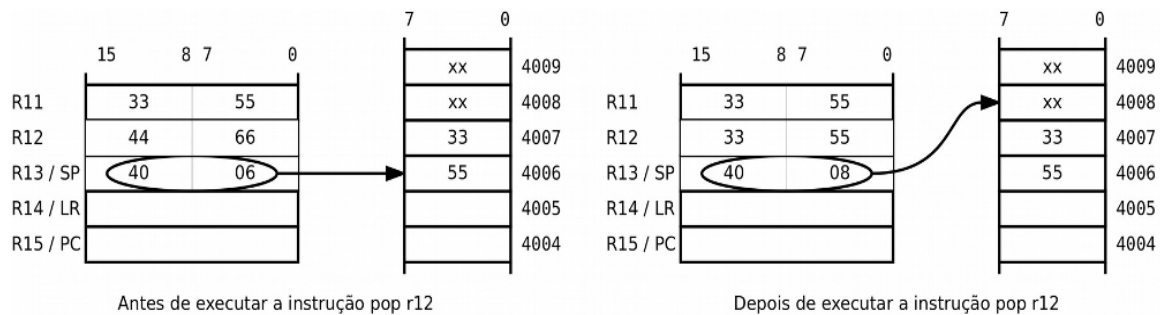 7 0
15 8 7 0
xx 4009
R11 33 55 xx 4008
R12 44 66 33 4007
R13 / SP 40 06 55 4006
R14 / LR 4005
R15 / PC 4004
Antes de executar a instrução pop r12
7 0
15 8 7 0
xx 4009
R11 33 55 xx 4008
R12 33 55 33 4007
R13 / SP 40 08 55 4006
R14 / LR 4005
R15 / PC 4004
Depois de executar a instrução pop r12